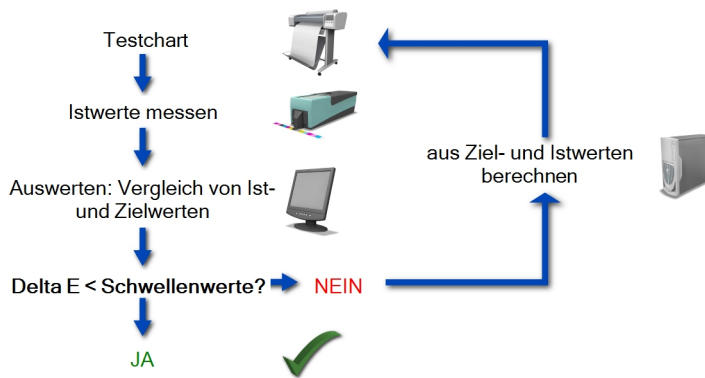 Testchart
Istwerte messen
Auswerten: Vergleich von Ist-
und Zielwerten
Delta E < Schwellenwerte?
NEIN
JA
aus Ziel- und Istwerten
berechnen